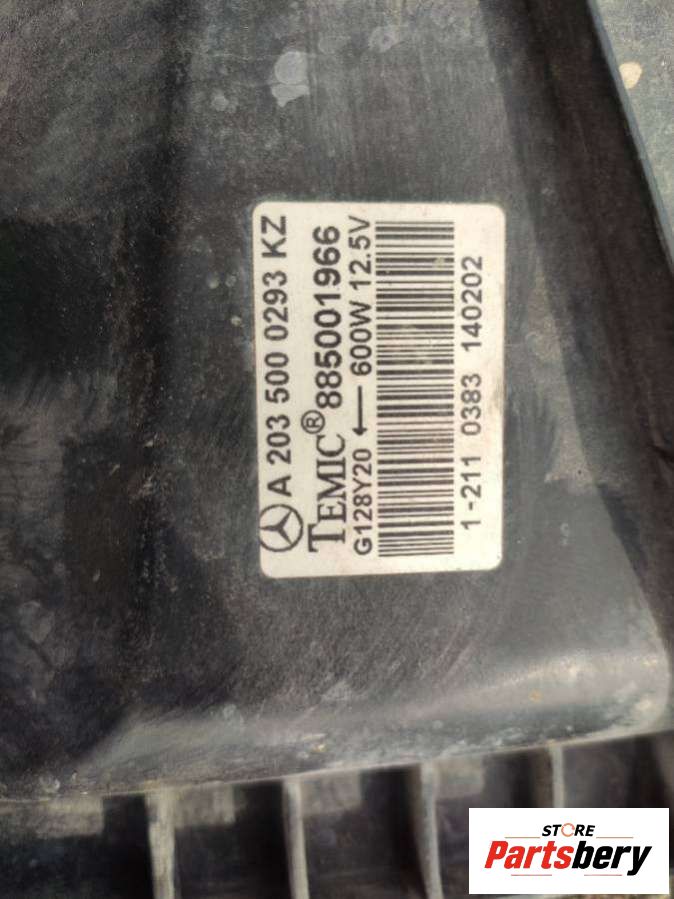 A 203 500 0293 KZ
TEMIC® 885001966
G128Y20 ← 600W 12.5V
1-211 0383 140202
STORE
Partsbery